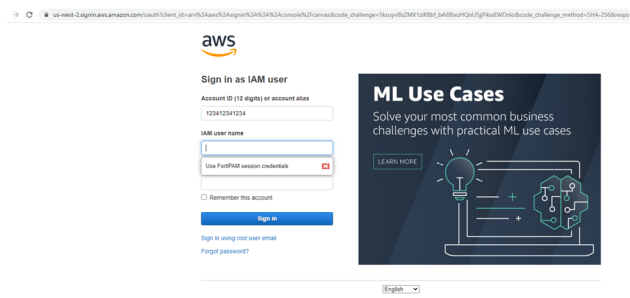 us-west-2.signin.aws.amazon.com/oauth?client_id=arn%3Aaws%3Asignin%3A%3A%3Aconsole%2Fcanvas&code_challenge=
&code_challenge_method=SHA-256&respo
aws
Sign in as IAM user
Account ID (12 digits) or account alias
123412341234
IAM user name
Use FortiPAM session credentials
Remember this account
Sign in
Sign in using root user email
Forgot password?
ML Use Cases
Solve your most common business
challenges with practical ML use cases
LEARN MORE
English